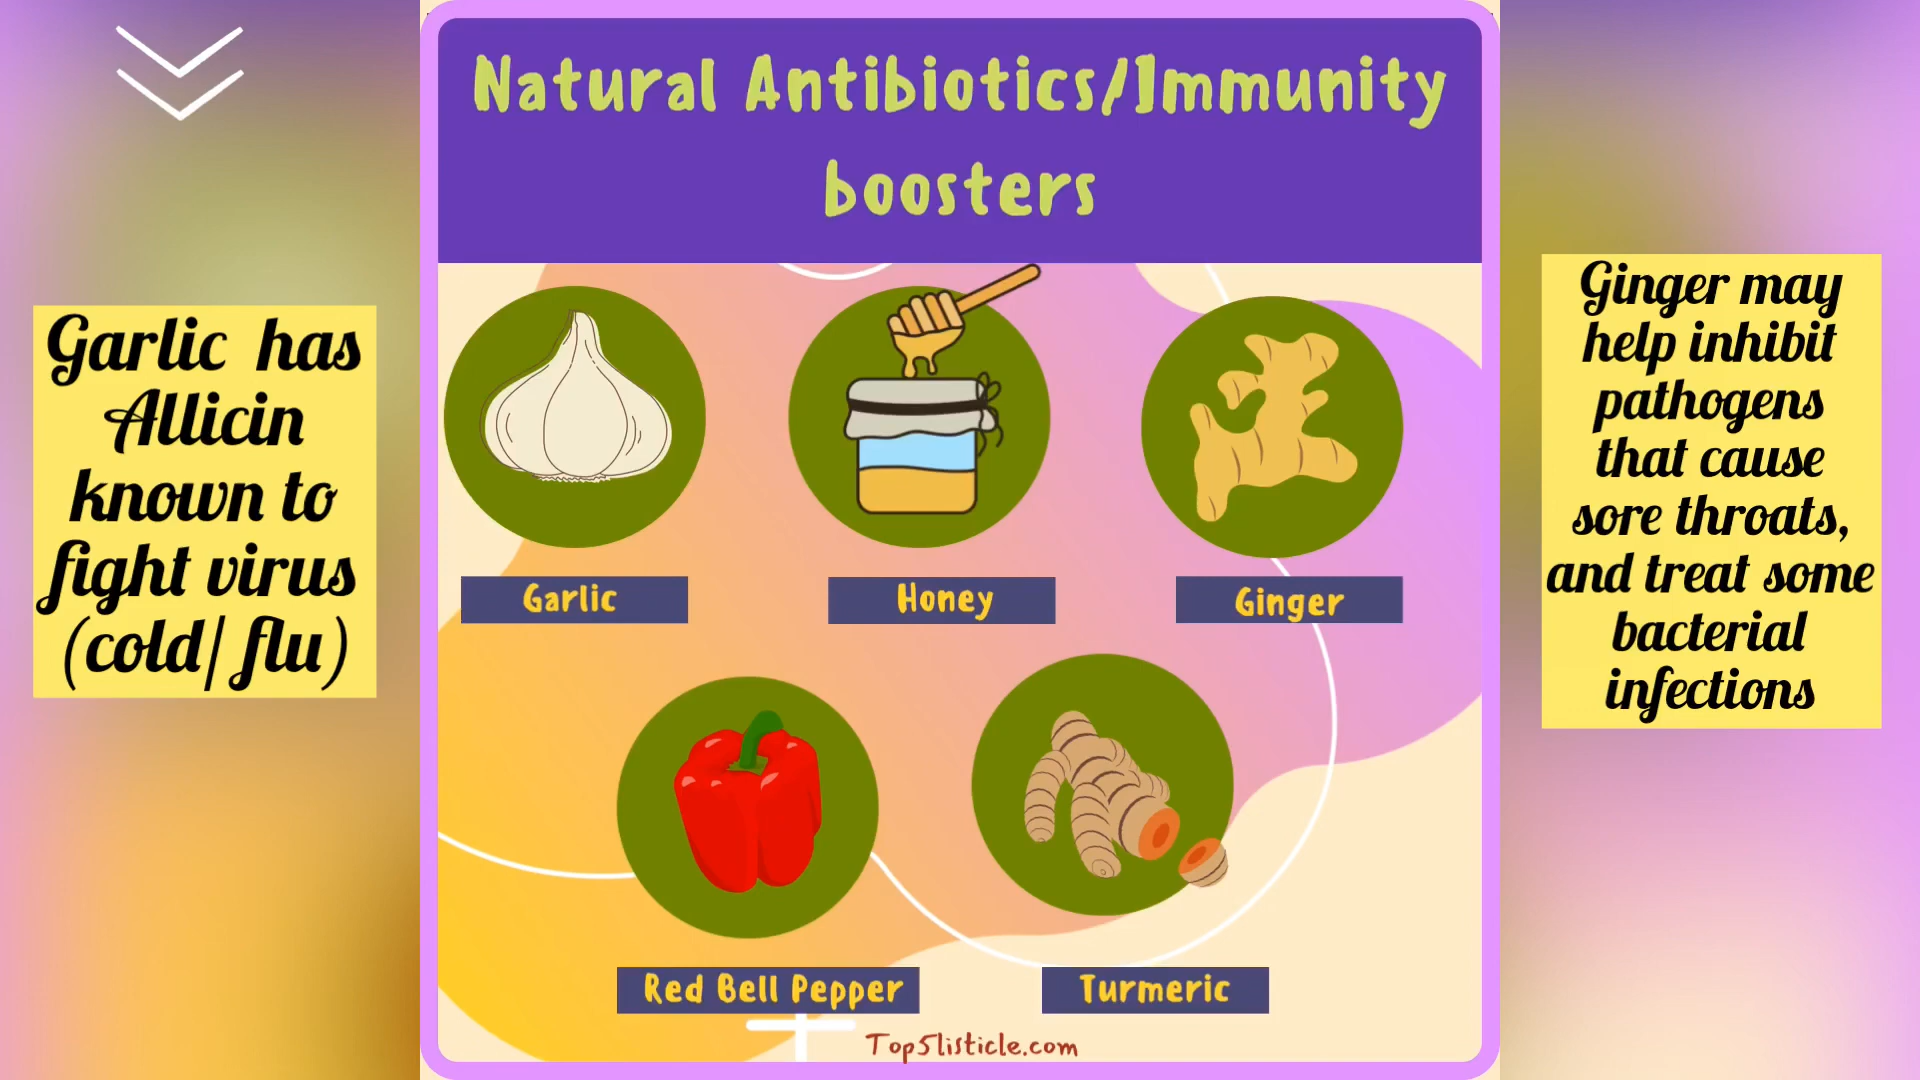 Natural Antibiotics/Immunity
boosters
Garlic has
Allicin
known to
fight virus
(cold/ flu)
Ginger may
help inhibit
pathogens
that cause
sore throats,
and treat some
bacterial
infections
Garlic
Honey
Ginger
Red Bell Pepper
Turmeric
Top5listicle.com